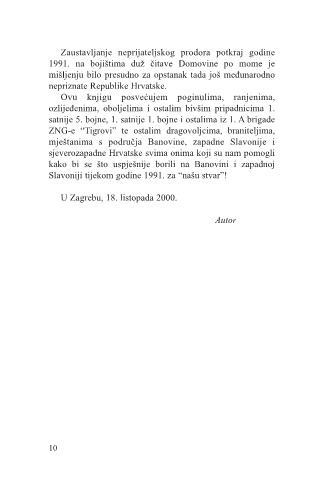 Zaustavljanje neprijateljskog prodora potkraj godine
1991. na bojištima duž čitave Domovine po mome je
mišljenju bilo presudno za opstanak tada još međunarodno
nepriznate Republike Hrvatske.
Ovu knjigu posvećujem poginulima, ranjenima,
ozlijeđenima, oboljelima i ostalim bivšim pripadnicima 1.
satnije 5. bojne, 1. satnije 1. bojne i ostalima iz 1. A brigade
ZNG-e “Tigrovi” te ostalim dragovoljcima, braniteljima,
mještanima s područja Banovine, zapadne Slavonije i
sjeverozapadne Hrvatske svima onima koji su nam pomogli
kako bi se što uspješnije borili na Banovini i zapadnoj
Slavoniji tijekom godine 1991. za “našu stvar”!
U Zagrebu, 18. listopada 2000.
Autor
10